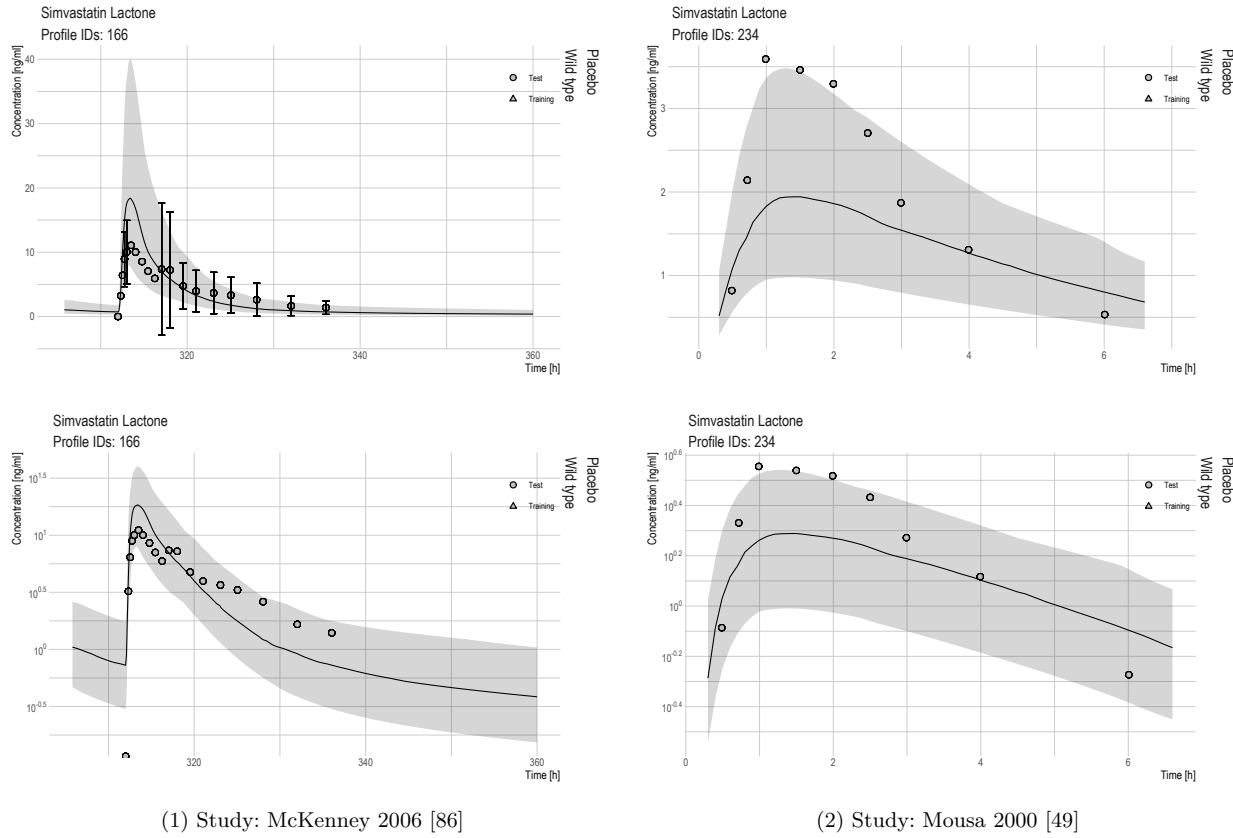 Simvastatin Lactone
Profile IDs: 166
Placebo
Wild type
Concentration [ng/ml]
Test
Training
40
30
20
10
0
320
340
360
Time [h]
Simvastatin Lactone
Profile IDs: 234
Placebo
Wild type
Concentration [ng/ml]
Test
Training
3
2
1
0
2
4
6
Time [h]
Simvastatin Lactone
Profile IDs: 166
Placebo
Wild type
Concentration [ng/ml]
Test
Training
10^1.5
10^1
10^0.5
10^0
10^-0.5
320
340
360
Time [h]
Simvastatin Lactone
Profile IDs: 234
Placebo
Wild type
Concentration [ng/ml]
Test
Training
10^0.6
10^0.4
10^0.2
10^0
10^-0.2
10^-0.4
0
2
4
6
Time [h]
(1) Study: McKenney 2006 [86]
(2) Study: Mousa 2000 [49]